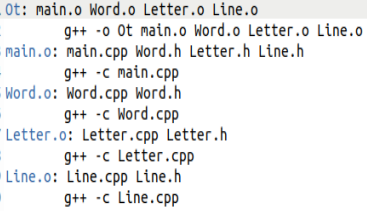 Ot: main.o Word.o Letter.o Line.o
g++ -o Ot main.o Word.o Letter.o Line.o
main.o: main.cpp Word.h Letter.h Line.h
g++ -c main.cpp
Word.o: Word.cpp Word.h
g++ -c Word.cpp
Letter.o: Letter.cpp Letter.h
g++ -c Letter.cpp
Line.o: Line.cpp Line.h
g++ -c Line.cpp